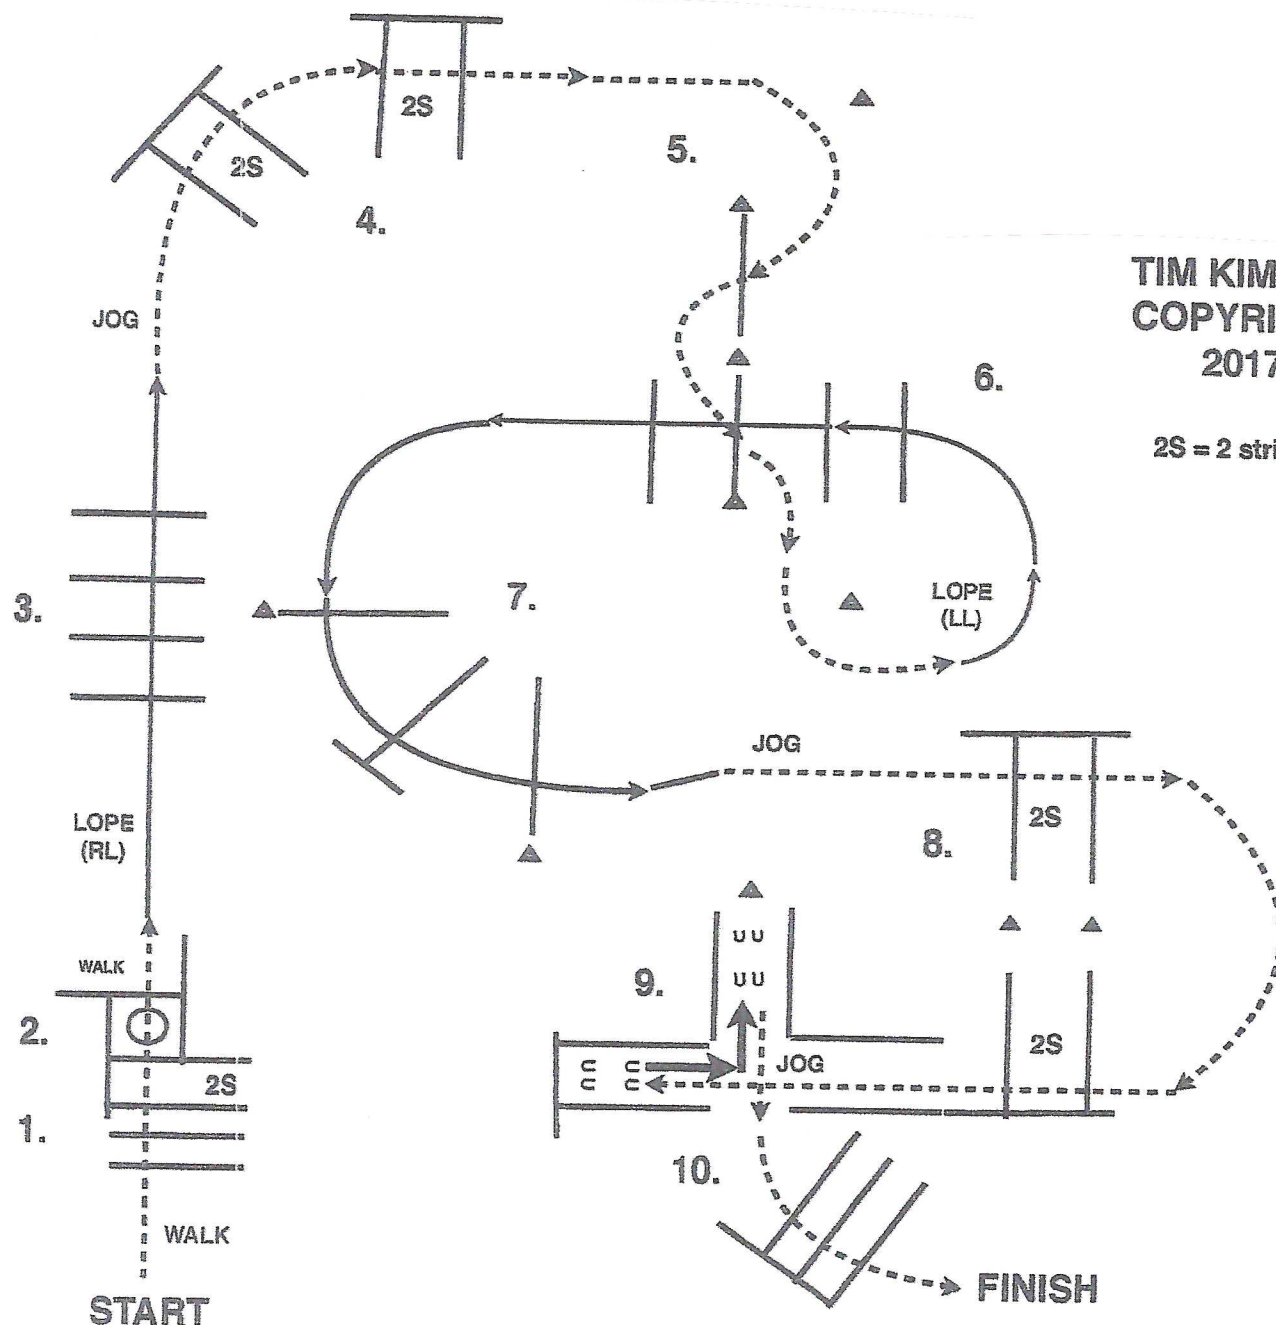 2S
5.
2S
4.
TIM KIM
COPYRI
2017
JOG
6.
2S = 2 stri
3.
7.
LOPE
(LL)
JOG
LOPE
(RL)
2S
8.
WALK
9.
2.
2S
JOG
2S
1.
10.
WALK
FINISH
START